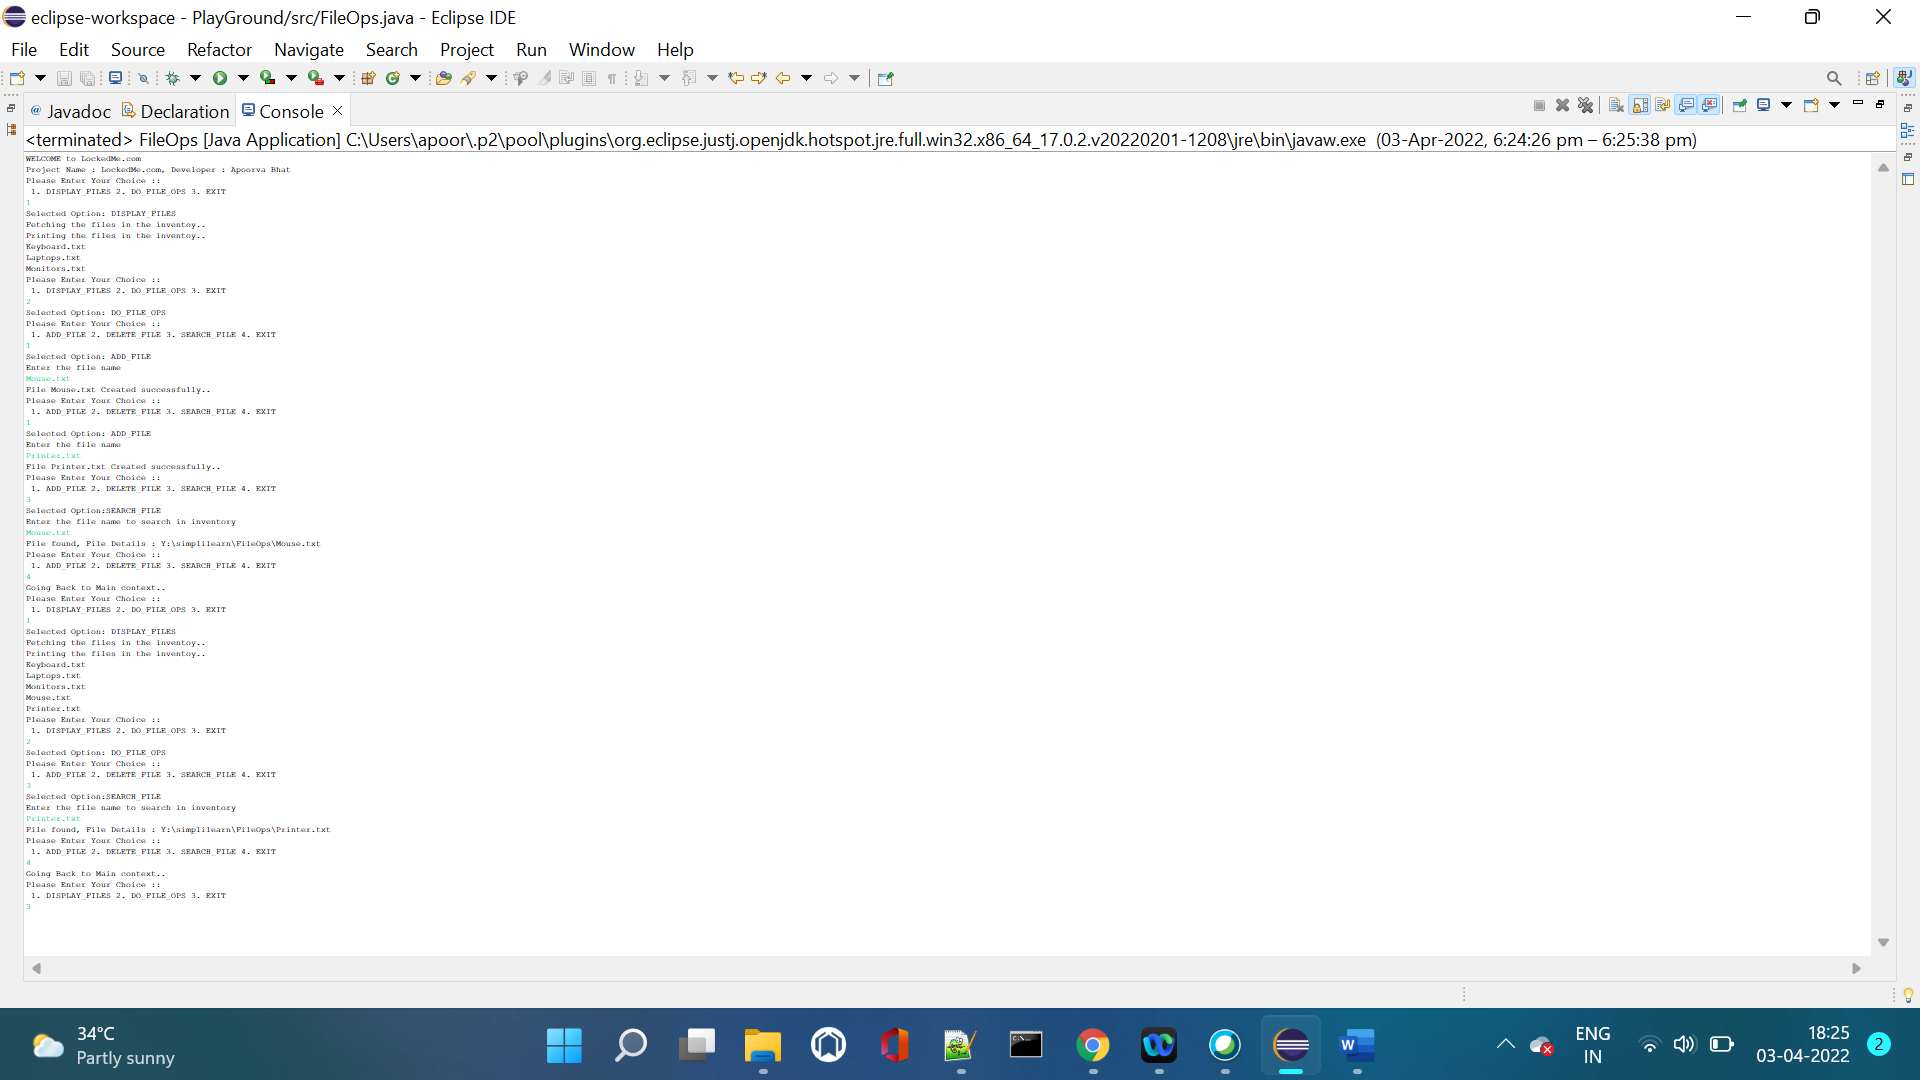 eclipse-workspace - PlayGround/src/FileOps.java - Eclipse IDE
File Edit Source Refactor Navigate Search Project Run Window Help
@ Javadoc Declaration Console
<terminated> FileOps [Java Application] C:\Users\apoor\.p2\pool\plugins\org.eclipse.justj.openjdk.hotspot.jre.full.win32.x86_64_17.0.2.v20220201-1208\jre\bin\javaw.exe (03-Apr-2022, 6:24:26 pm – 6:25:38 pm)
WELCOME to LockedMe.com
Project Name : LockedMe.com, Developer : Apoorva Bhat
Please Enter Your Choice ::
1. DISPLAY_FILES 2. DO_FILE_OPS 3. EXIT
1
Selected Option: DISPLAY_FILES
Fetching the files in the inventoy..
Printing the files in the inventoy..
Keyboard.txt
Laptops.txt
Monitors.txt
Please Enter Your Choice ::
1. DISPLAY_FILES 2. DO_FILE_OPS 3. EXIT
2
Selected Option: DO_FILE_OPS
Please Enter Your Choice ::
1. ADD_FILE 2. DELETE_FILE 3. SEARCH_FILE 4. EXIT
1
Selected Option: ADD_FILE
Enter the file name
Mouse.txt
File Mouse.txt Created successfully..
Please Enter Your Choice ::
1. ADD_FILE 2. DELETE_FILE 3. SEARCH_FILE 4. EXIT
1
Selected Option: ADD_FILE
Enter the file name
Printer.txt
File Printer.txt Created successfully..
Please Enter Your Choice ::
1. ADD_FILE 2. DELETE_FILE 3. SEARCH_FILE 4. EXIT
3
Selected Option:SEARCH_FILE
Enter the file name to search in inventory
Mouse.txt
File found, File Details : Y:\simplilearn\FileOps\Mouse.txt
Please Enter Your Choice ::
1. ADD_FILE 2. DELETE_FILE 3. SEARCH_FILE 4. EXIT
4
Going Back to Main context..
Please Enter Your Choice ::
1. DISPLAY_FILES 2. DO_FILE_OPS 3. EXIT
1
Selected Option: DISPLAY_FILES
Fetching the files in the inventoy..
Printing the files in the inventoy..
Keyboard.txt
Laptops.txt
Monitors.txt
Mouse.txt
Printer.txt
Please Enter Your Choice ::
1. DISPLAY_FILES 2. DO_FILE_OPS 3. EXIT
2
Selected Option: DO_FILE_OPS
Please Enter Your Choice ::
1. ADD_FILE 2. DELETE_FILE 3. SEARCH_FILE 4. EXIT
3
Selected Option:SEARCH_FILE
Enter the file name to search in inventory
Printer.txt
File found, File Details : Y:\simplilearn\FileOps\Printer.txt
Please Enter Your Choice ::
1. ADD_FILE 2. DELETE_FILE 3. SEARCH_FILE 4. EXIT
4
Going Back to Main context..
Please Enter Your Choice ::
1. DISPLAY_FILES 2. DO_FILE_OPS 3. EXIT
3
34°C
Partly sunny
ENG
IN
18:25
03-04-2022
2